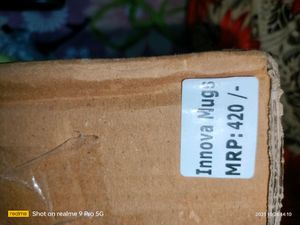 Innova Mugs
MRP: 420 /-
realme Shot on realme 9 Pro 5G